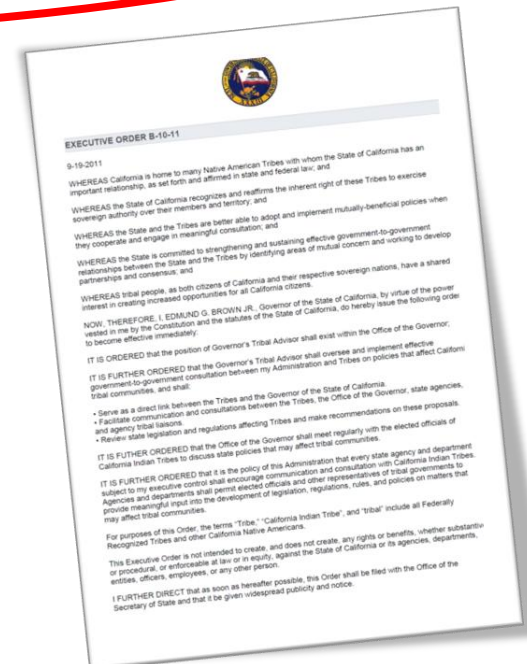 EXECUTIVE ORDER B-10-11
9-19-2011
WHEREAS California is home to many Native American Tribes with whom the State of California has an
important relationship, as set forth and affirmed in state and federal law; and
WHEREAS the State of California recognizes and reaffirms the inherent right of these Tribes to exercise
sovereign authority over their members and territory; and
WHEREAS the State and the Tribes are better able to adopt and implement mutually-beneficial policies when
they cooperate and engage in meaningful consultation; and
WHEREAS the State is committed to strengthening and sustaining effective government-to-government
relationships between the State and the Tribes by identifying areas of mutual concern and working to develop
partnerships and consensus; and
WHEREAS tribal people, as both citizens of California and their respective sovereign nations, have a shared
interest in creating increased opportunities for all California citizens.
NOW, THEREFORE, I, EDMUND G. BROWN JR., Governor of the State of California, by virtue of the power
vested in me by the Constitution and the statutes of the State of California, do hereby issue the following order
to become effective immediately:
IT IS ORDERED that the position of Governor's Tribal Advisor shall exist within the Office of the Governor;
IT IS FURTHER ORDERED that the Governor's Tribal Advisor shall oversee and implement effective
government-to-government consultation between my Administration and Tribes on policies that affect Californi
tribal communities, and shall:
• Serve as a direct link between the Tribes and the Governor of the State of California.
• Facilitate communication and consultations between the Tribes, the Office of the Governor, state agencies,
and agency tribal liaisons.
• Review state legislation and regulations affecting Tribes and make recommendations on these proposals.
IT IS FUTHER ORDERED that the Office of the Governor shall meet regularly with the elected officials of
California Indian Tribes to discuss state policies that may affect tribal communities.
IT IS FURTHER ORDERED that it is the policy of this Administration that every state agency and department
subject to my executive control shall encourage communication and consultation with California Indian Tribes.
Agencies and departments shall permit elected officials and other representatives of tribal governments to
provide meaningful input into the development of legislation, regulations, rules, and policies on matters that
may affect tribal communities.
For purposes of this Order, the terms "Tribe," "California Indian Tribe", and "tribal" include all Federally
Recognized Tribes and other California Native Americans.
This Executive Order is not intended to create, and does not create, any rights or benefits, whether substantiv
or procedural, or enforceable at law or in equity, against the State of California or its agencies, departments,
entities, officers, employees, or any other person.
I FURTHER DIRECT that as soon as hereafter possible, this Order shall be filed with the Office of the
Secretary of State and that it be given widespread publicity and notice.